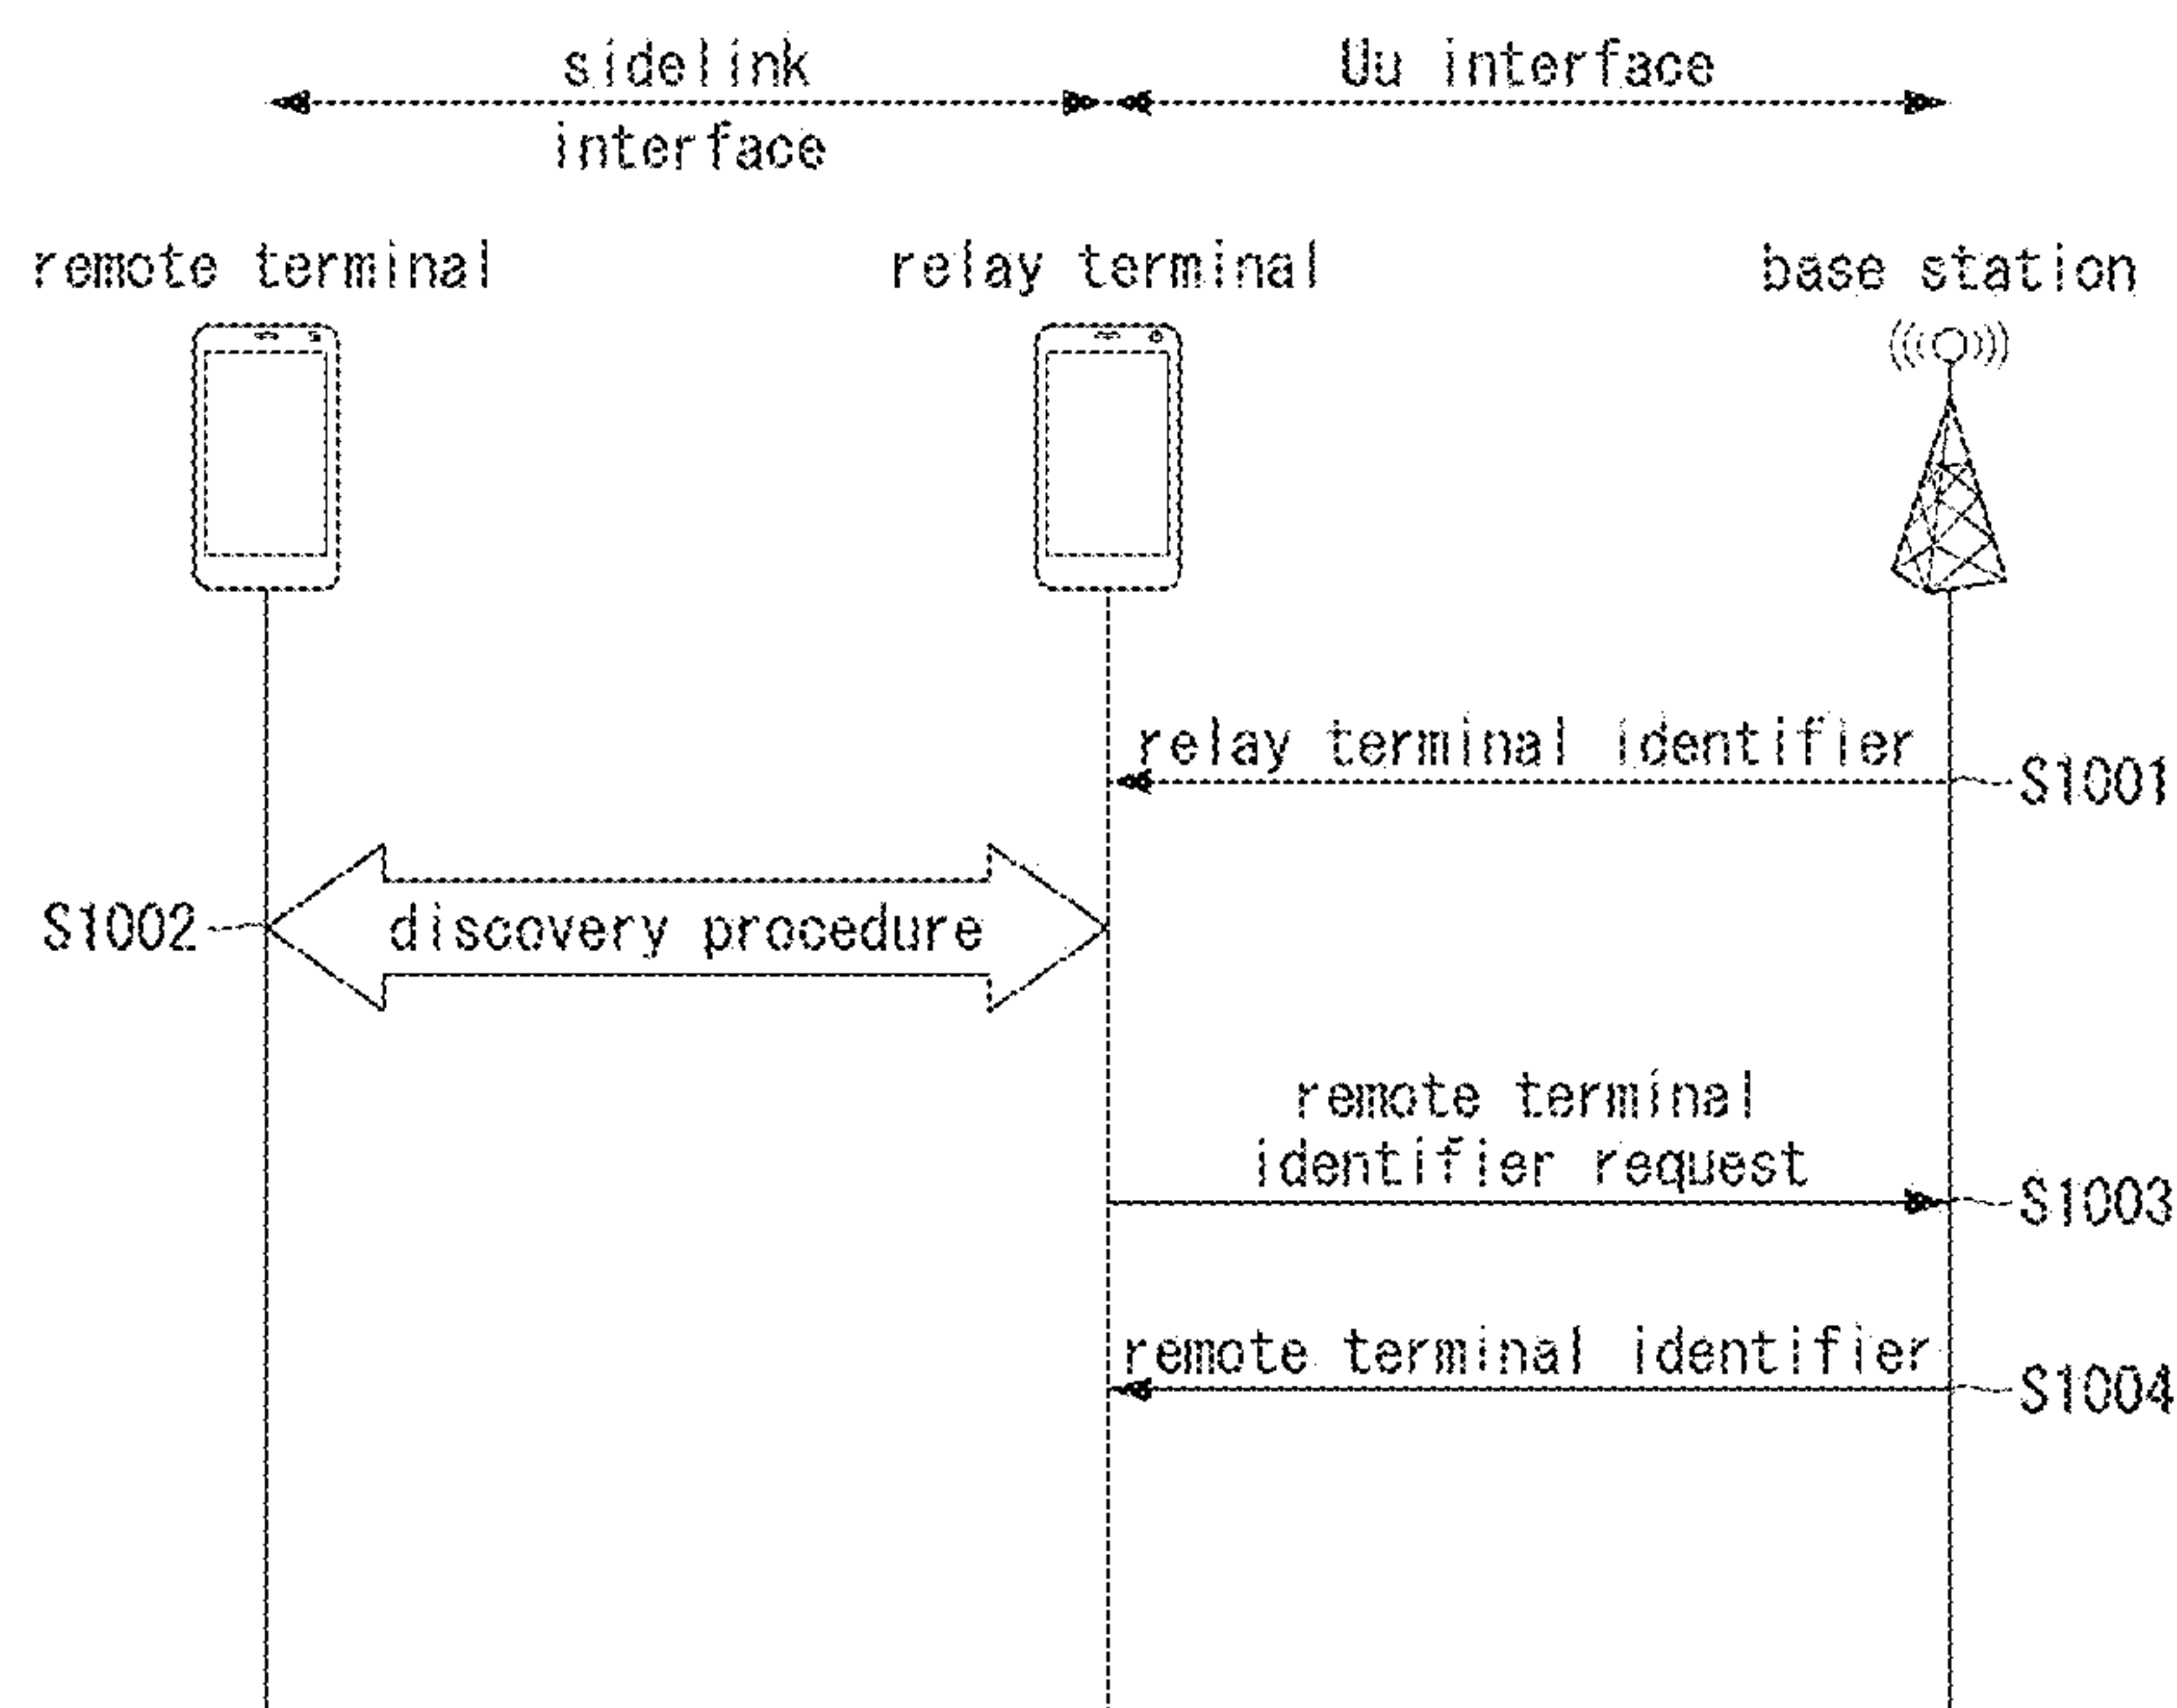 sidelink
interface
Uu interface
remote terminal
relay terminal
base station
relay terminal identifier
S1001
S1002
discovery procedure
remote terminal
identifier request
S1003
remote terminal identifier
S1004